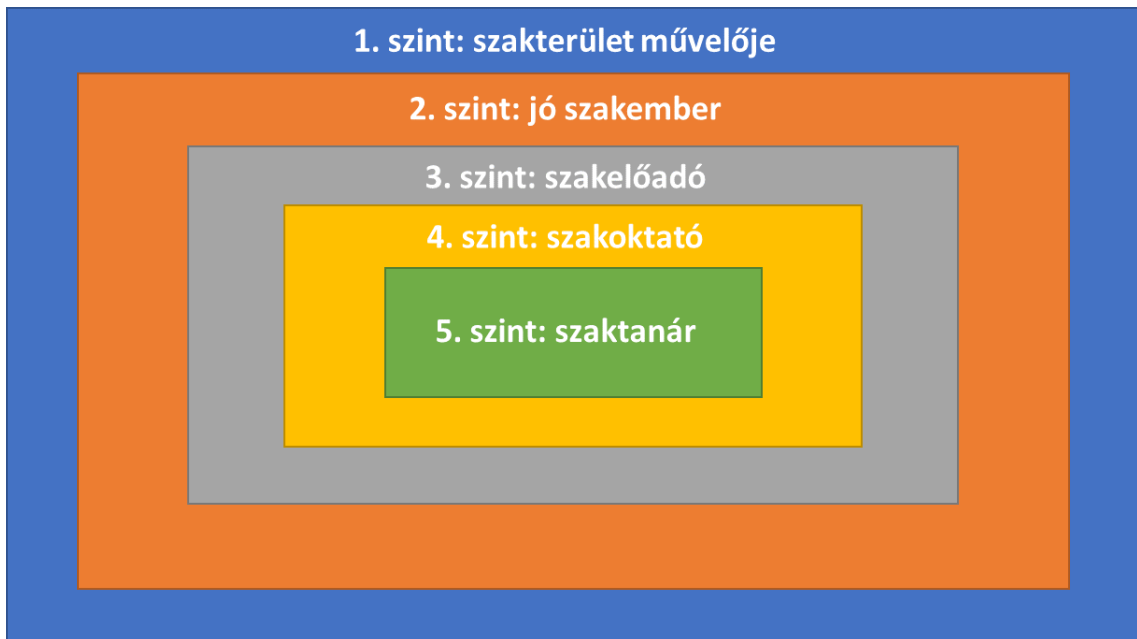 1. szint: szakterület művelője
2. szint: jó szakember
3. szint: szakelőadó
4. szint: szakoktató
5. szint: szaktanár